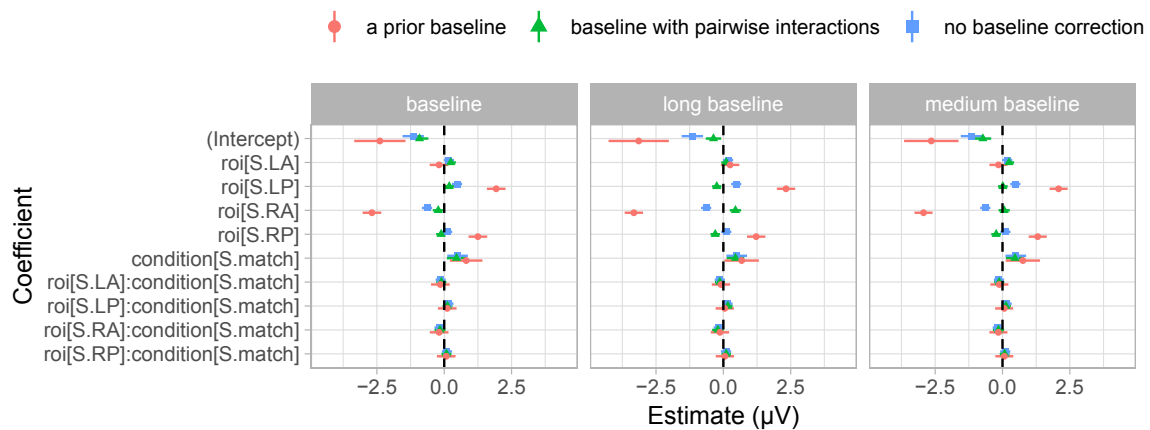 a prior baseline baseline with pairwise interactions no baseline correction
baseline long baseline medium baseline
Coefficient
(Intercept)
roi[S.LA]
roi[S.LP]
roi[S.RA]
roi[S.RP]
condition[S.match]
roi[S.LA]:condition[S.match]
roi[S.LP]:condition[S.match]
roi[S.RA]:condition[S.match]
roi[S.RP]:condition[S.match]
−2.5 0.0 2.5 −2.5 0.0 2.5 −2.5 0.0 2.5
Estimate (μV)